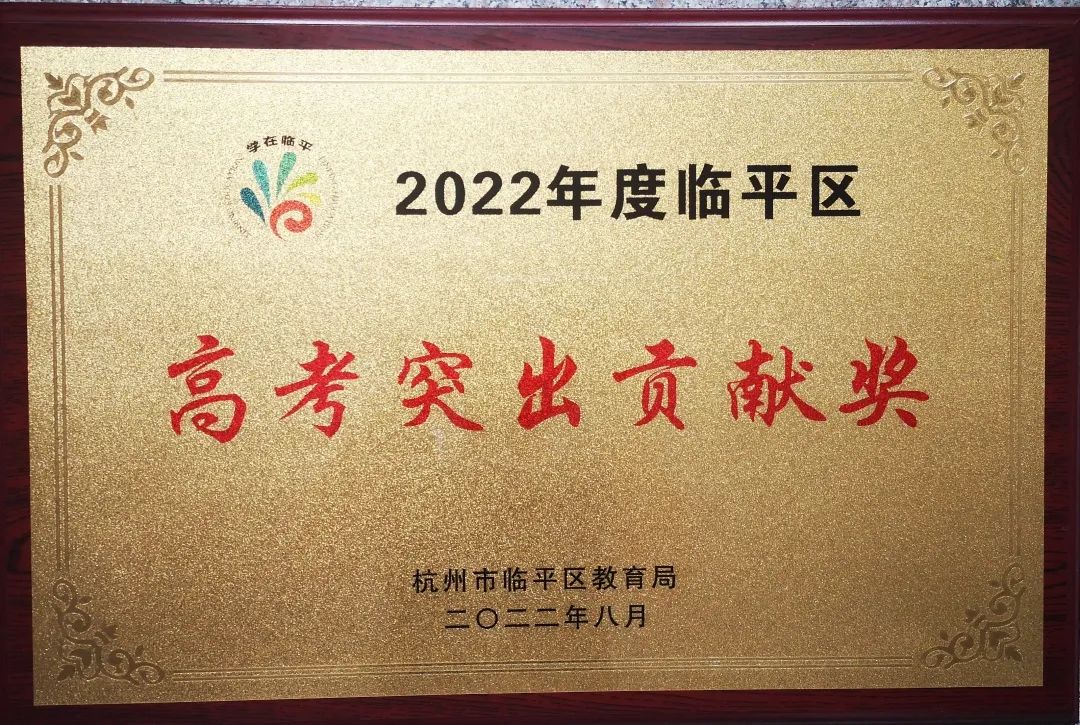 学在临平
2022年度临平区
高考突出贡献奖
杭州市临平区教育局
二〇二二年八月